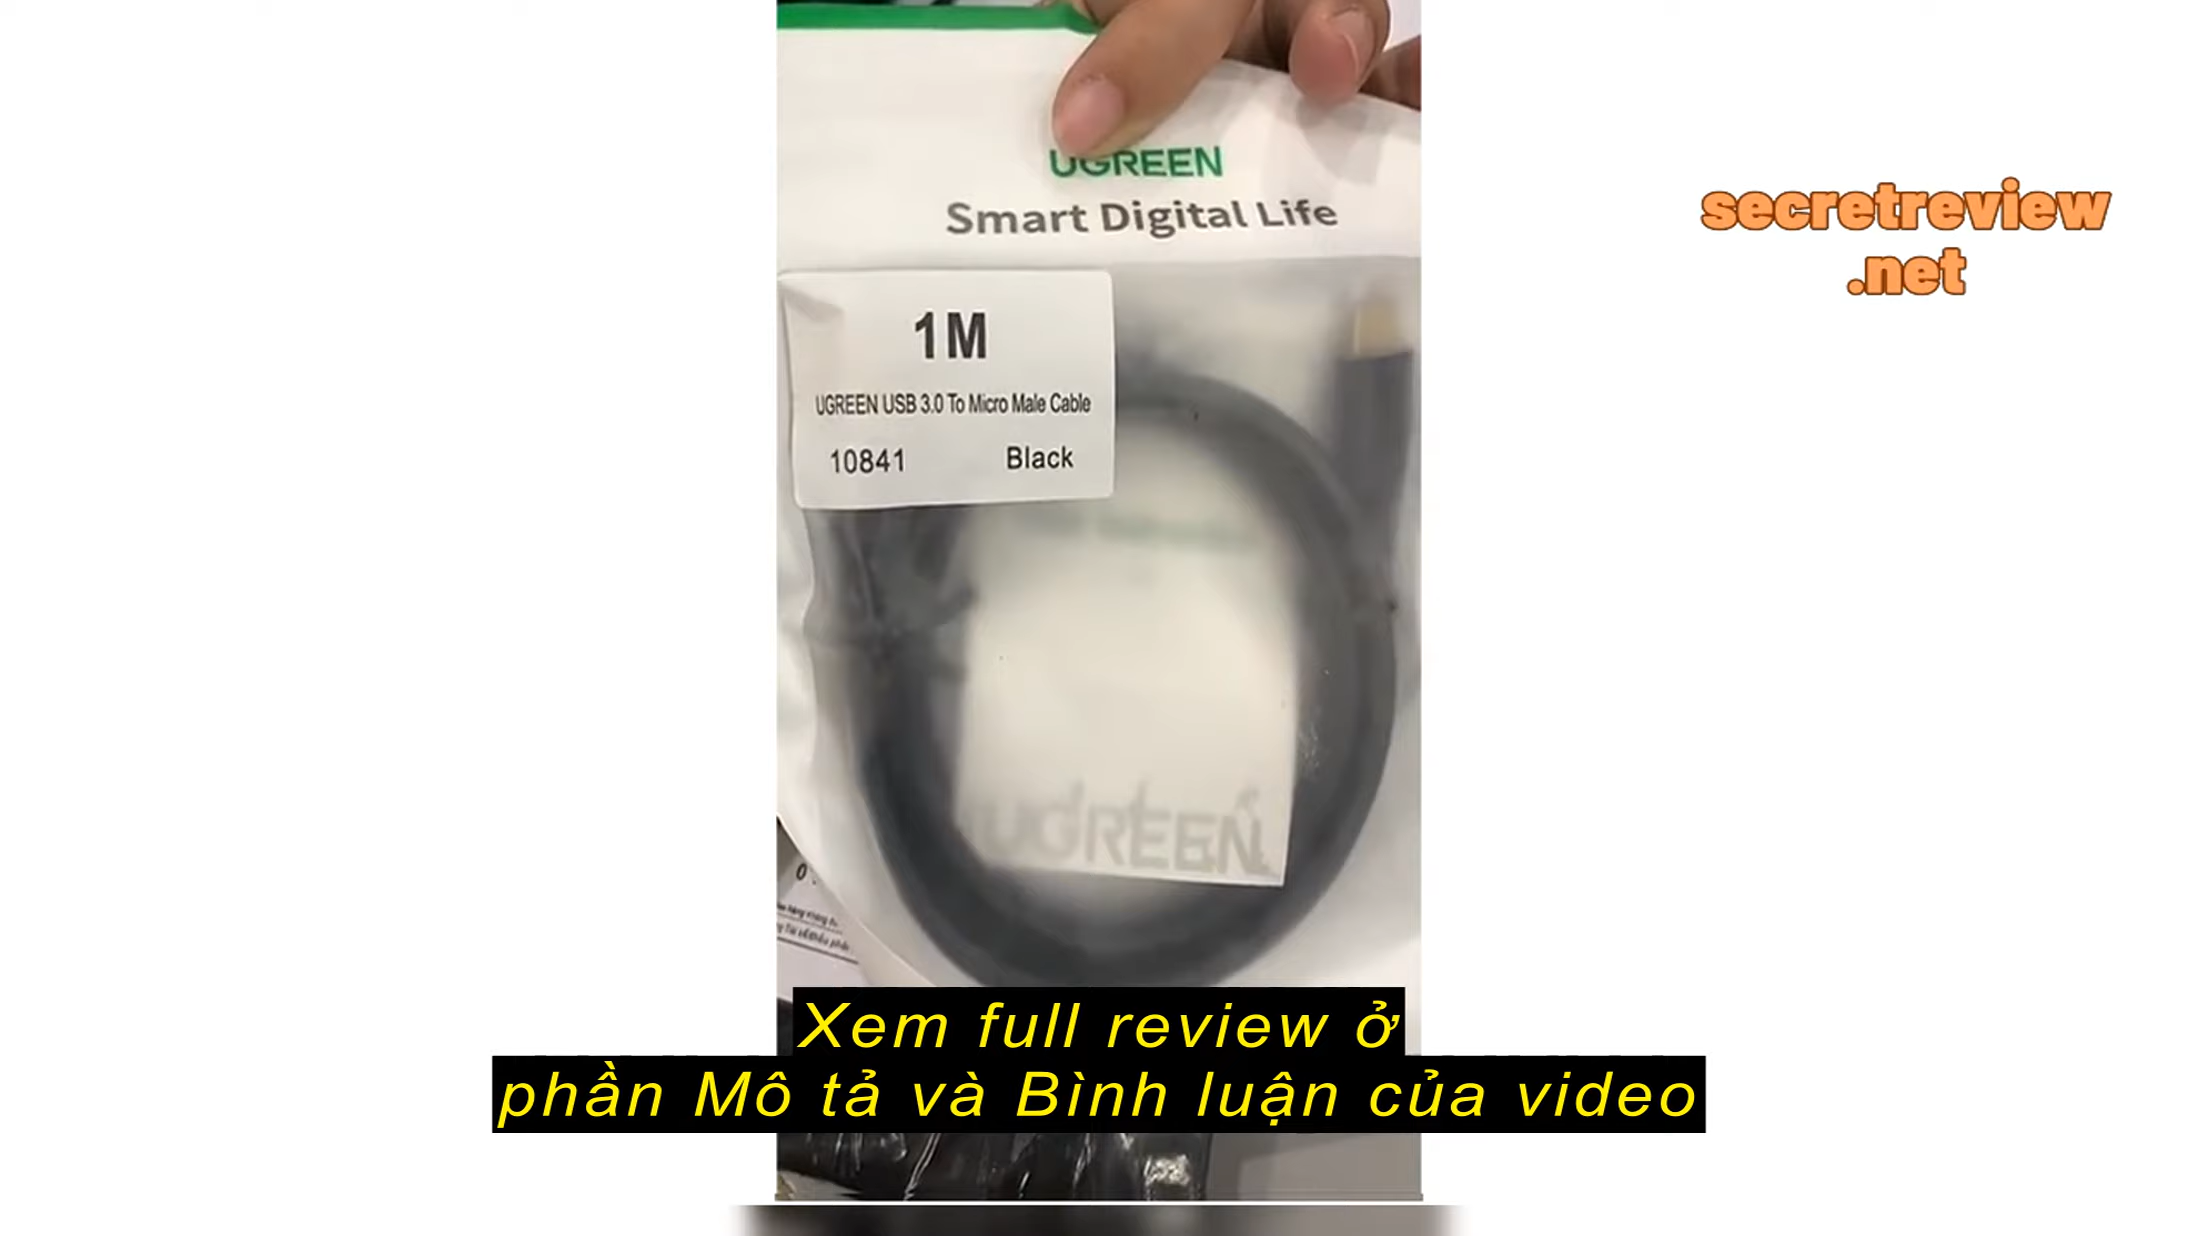 UGREEN
Smart Digital Life
secretreview
.net
1M
UGREEN USB 3.0 To Micro Male Cable
10841 Black
UGREEN
Xem full review ở
phần Mô tả và Bình luận của video